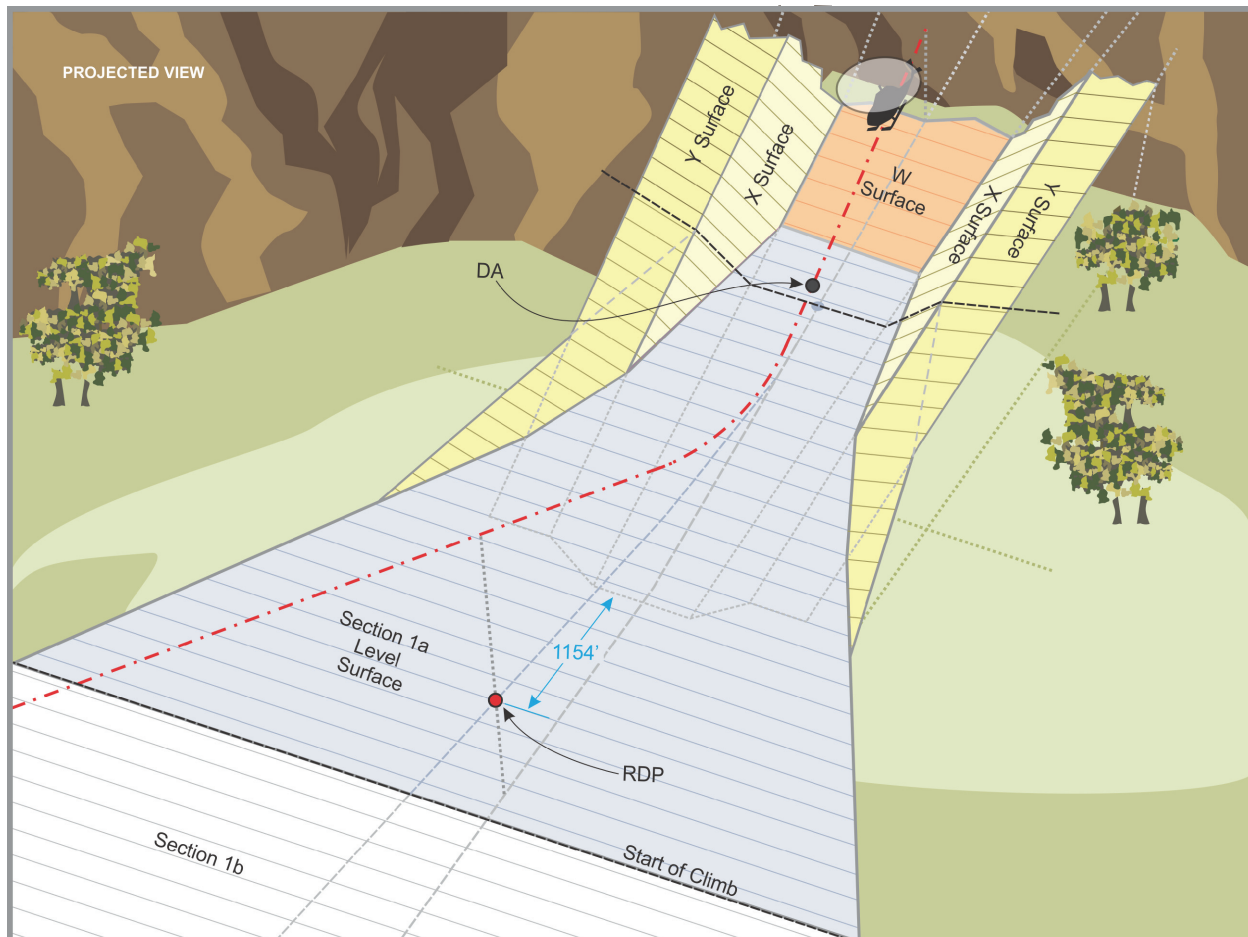 PROJECTED VIEW
Y Surface
X Surface
W
Surface
X Surface
Y Surface
DA
Section 1a
Level
Surface
1154’
RDP
Section 1b
Start of Climb